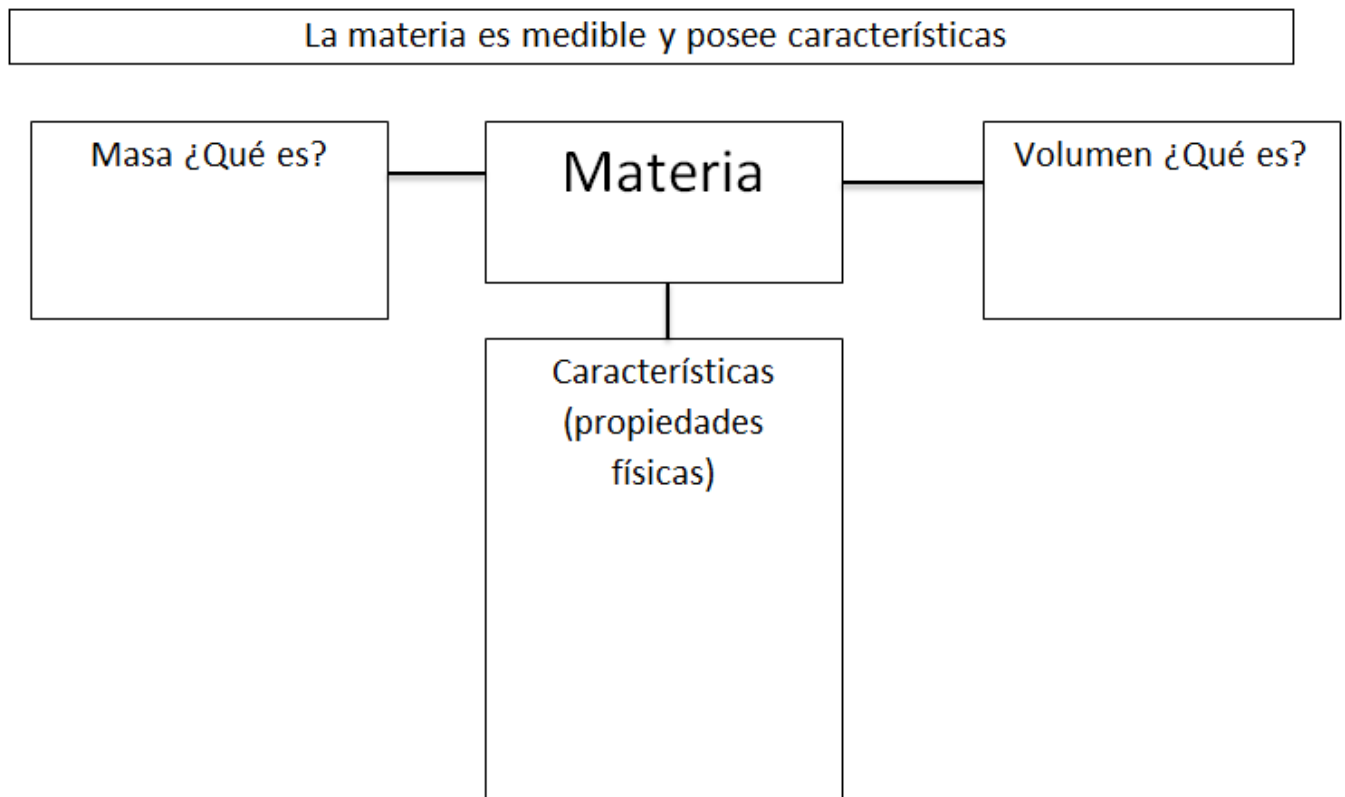 La materia es medible y posee características
Masa ¿Qué es?
Materia
Volumen ¿Qué es?
Características
(propiedades
físicas)